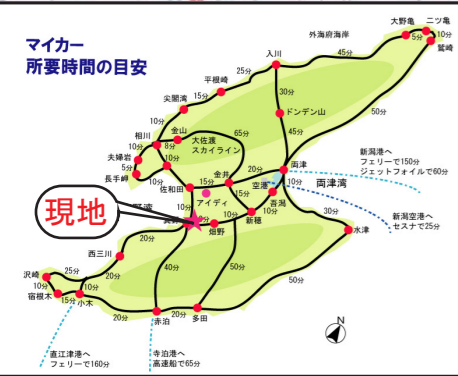 マイカー
所要時間の目安
外海府海岸
大野亀
二ツ亀
5分
鷲崎
10分
入川
45分
25分
平根崎
15分
尖閣湾
30分
50分
ドンデン山
10分
金山
相川
8分
大佐渡
スカイライン
65分
45分
10分
夫婦岩
5分
長手岬
10分
10分
佐和田
15分
金井
20分
両津
空港
両津湾
新潟港へ
フェリーで150分
ジェットフォイルで60分
アイディ
10分
15分
10分
吾潟
10分
新穂
畑野
10分
現地
30分
新潟空港へ
セスナで25分
水津
西三川
20分
40分
50分
50分
沢崎
25分
10分
宿根木
15分
10分
小木
20分
赤泊
20分
多田
直江津港へ
フェリーで160分
寺泊港へ
高速船で65分
N